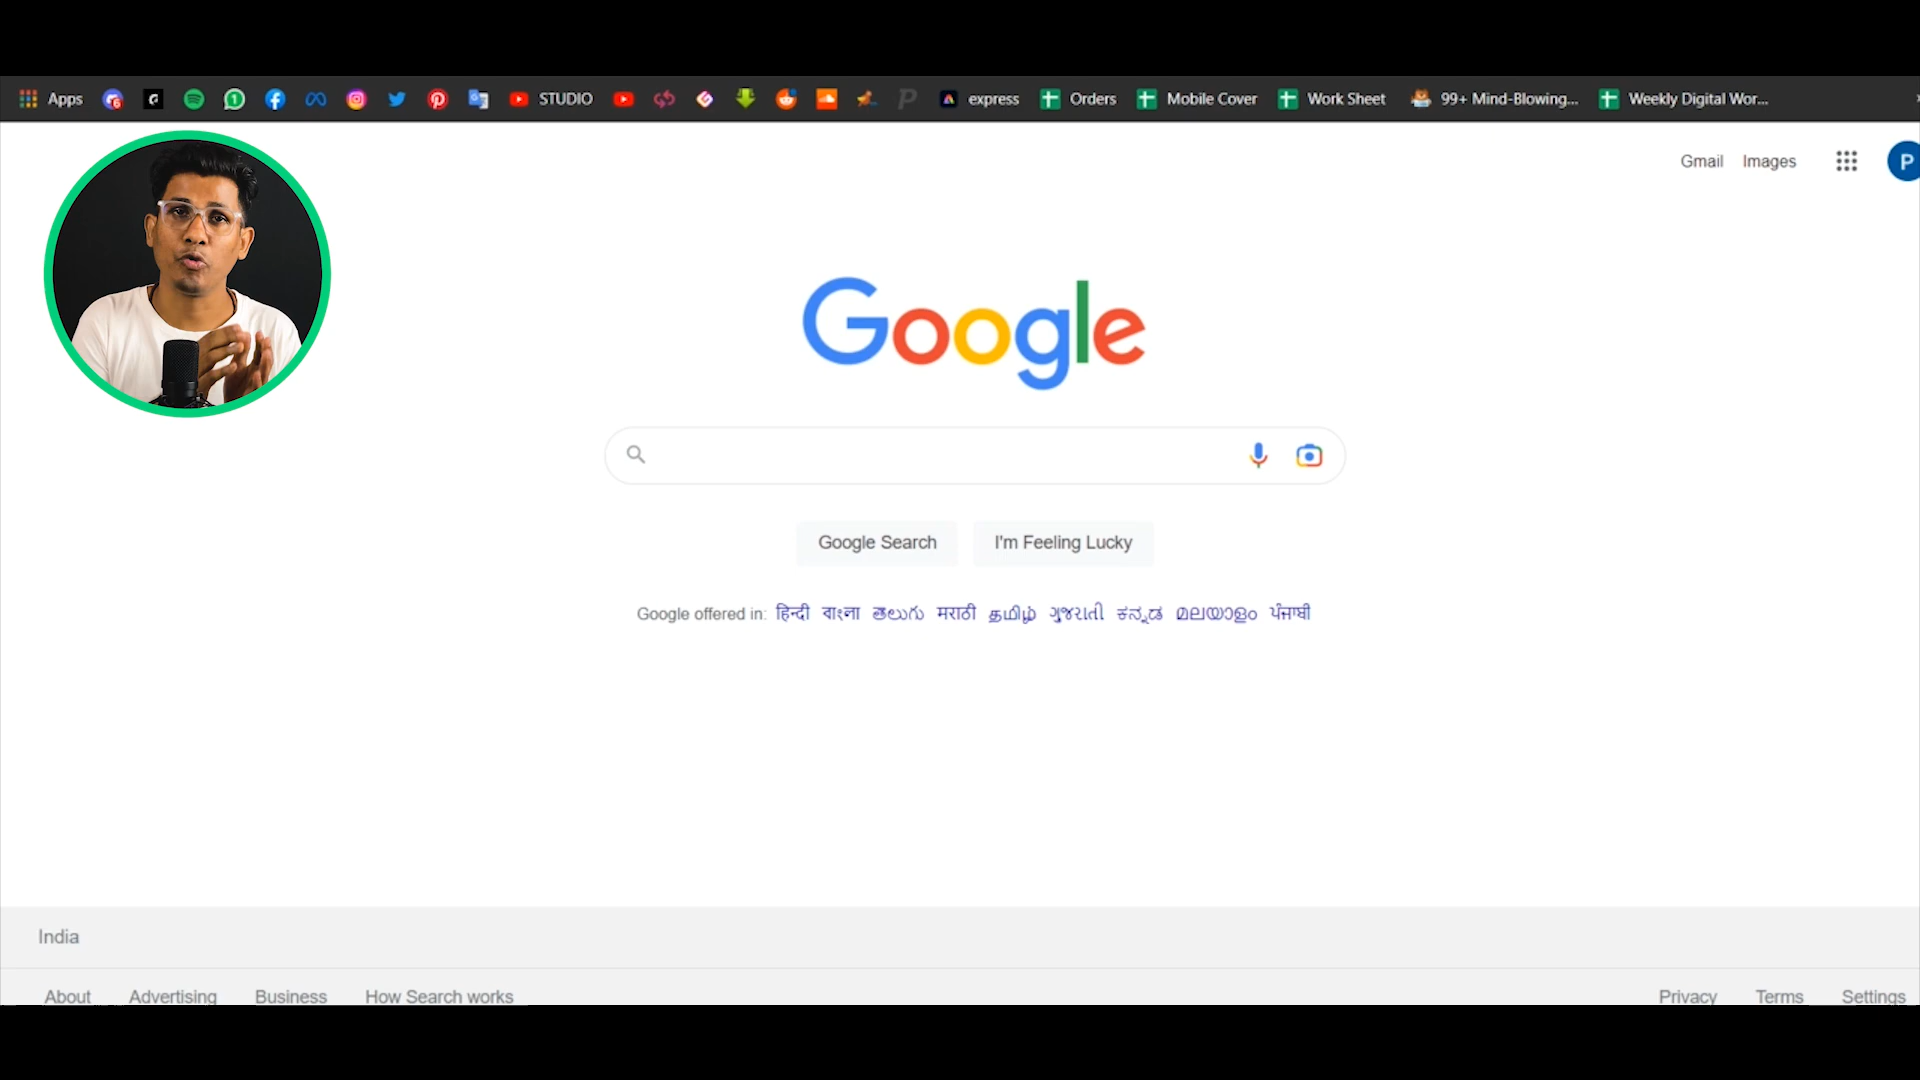 Apps STUDIO express Orders Mobile Cover Work Sheet 99+ Mind-Blowing... Weekly Digital Wor...
Gmail Images P
Google
Google Search I'm Feeling Lucky
Google offered in: हिन्दी বাংলা తెలుగు मराठी தமிழ் ગુજરાતી ಕನ್ನಡ മലയാളം ਪੰਜਾਬੀ
India
About Advertising Business How Search works Privacy Terms Settings